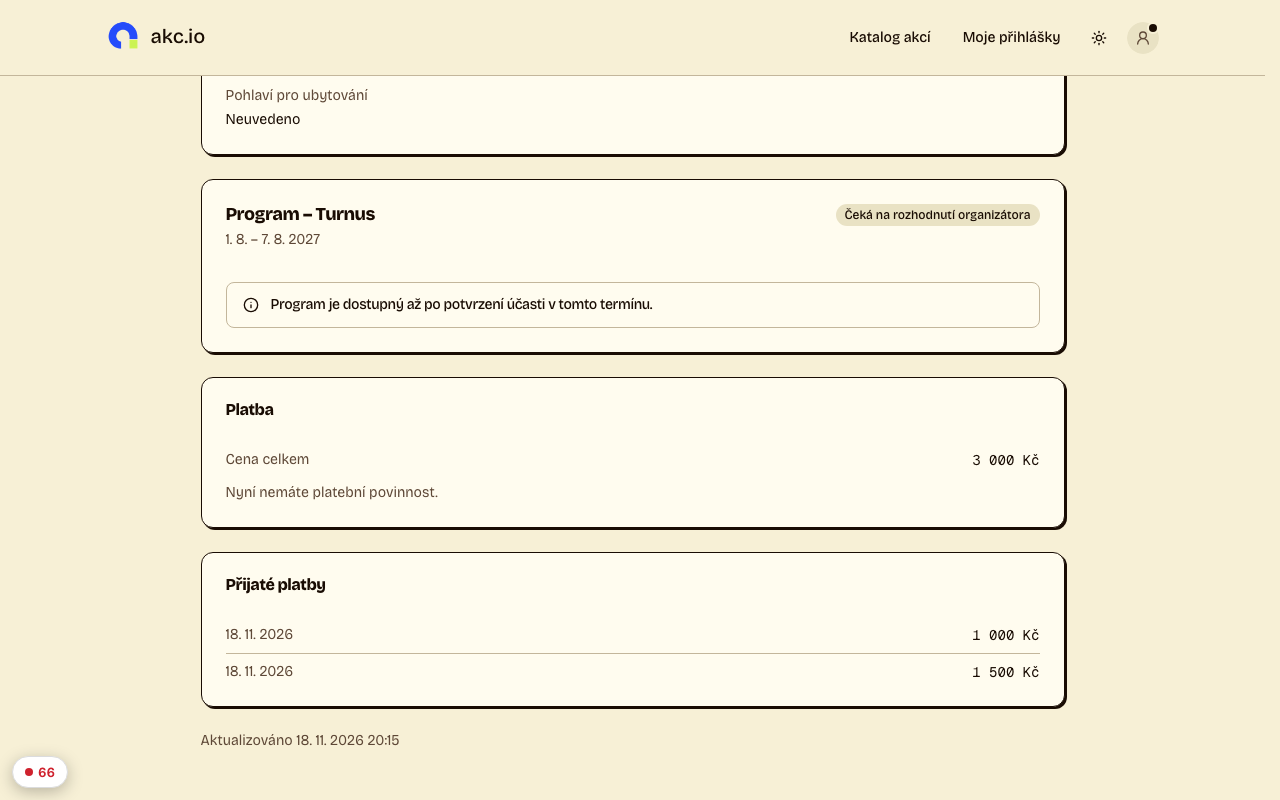 akc.io
Katalog akcí
Moje přihlášky
Pohlaví pro ubytování
Neuvedeno
Program – Turnus
Čeká na rozhodnutí organizátora
1. 8. – 7. 8. 2027
Program je dostupný až po potvrzení účasti v tomto termínu.
Platba
Cena celkem
3 000 Kč
Nyní nemáte platební povinnost.
Přijaté platby
18. 11. 2026
1 000 Kč
18. 11. 2026
1 500 Kč
Aktualizováno 18. 11. 2026 20:15
66